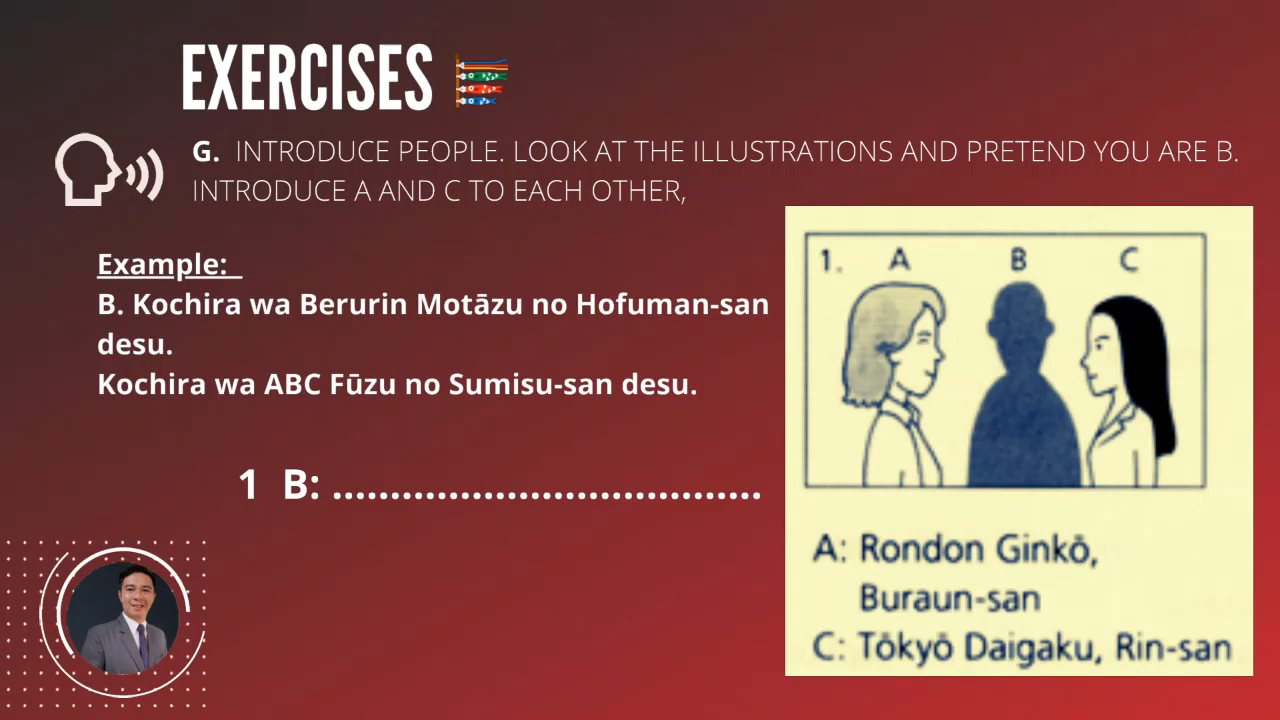 EXERCISES
G. INTRODUCE PEOPLE. LOOK AT THE ILLUSTRATIONS AND PRETEND YOU ARE B.
INTRODUCE A AND C TO EACH OTHER,
Example:
B. Kochira wa Berurin Motāzu no Hofuman-san
desu.
Kochira wa ABC Fūzu no Sumisu-san desu.
1 B: .....................................
1. A B C
A: Rondon Ginkō,
Buraun-san
C: Tōkyō Daigaku, Rin-san